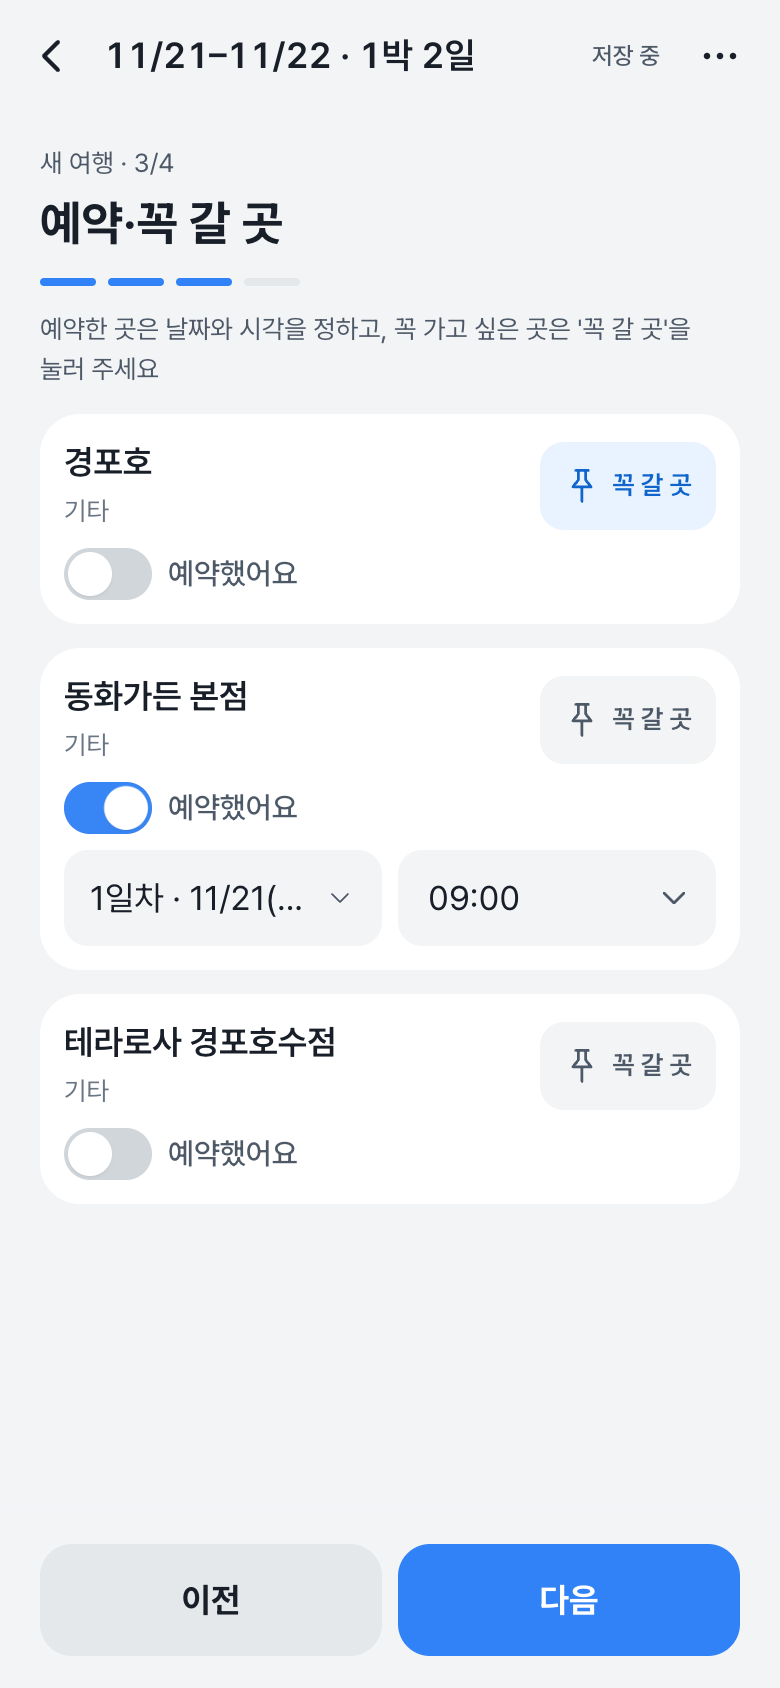 11/21–11/22 · 1박 2일
저장 중
새 여행 · 3/4
예약·꼭 갈 곳
예약한 곳은 날짜와 시각을 정하고, 꼭 가고 싶은 곳은 '꼭 갈 곳'을
눌러 주세요
경포호
꼭 갈 곳
기타
예약했어요
동화가든 본점
꼭 갈 곳
기타
예약했어요
1일차 · 11/21(...
09:00
테라로사 경포호수점
꼭 갈 곳
기타
예약했어요
이전
다음